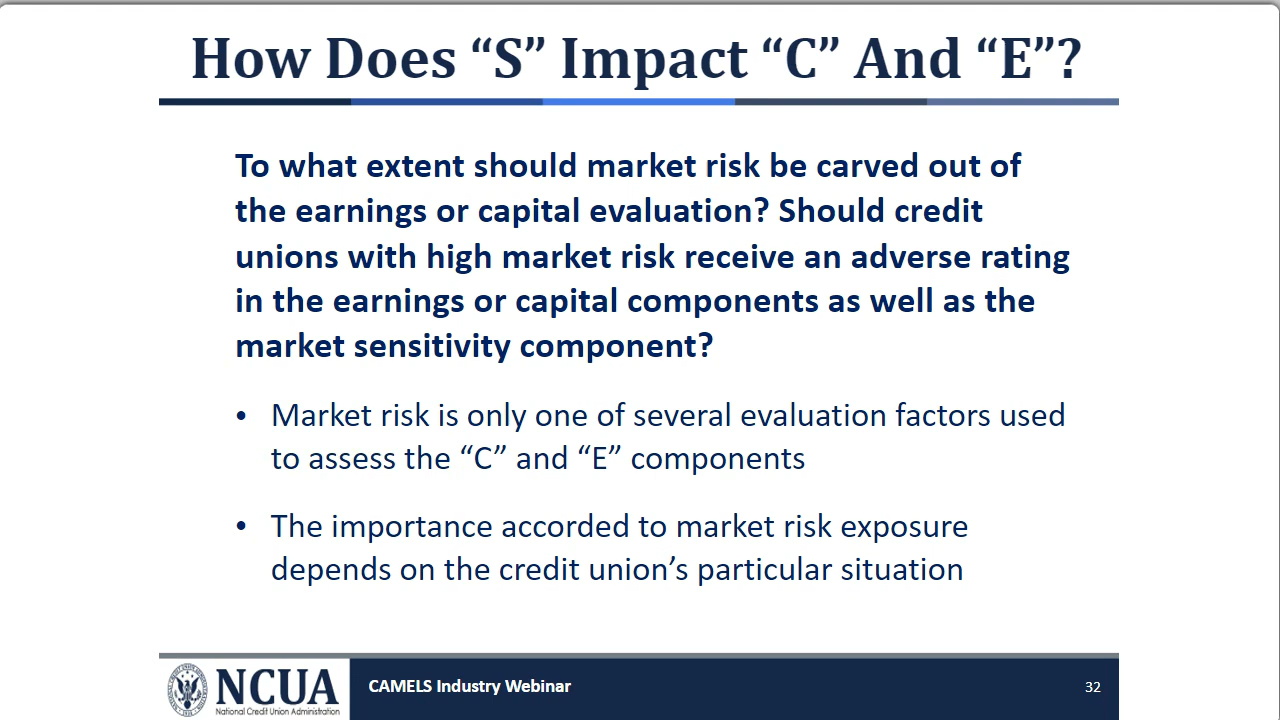 How Does “S” Impact “C” And “E”?
To what extent should market risk be carved out of
the earnings or capital evaluation? Should credit
unions with high market risk receive an adverse rating
in the earnings or capital components as well as the
market sensitivity component?
• Market risk is only one of several evaluation factors used
to assess the “C” and “E” components
• The importance accorded to market risk exposure
depends on the credit union’s particular situation
NCUA
National Credit Union Administration
CAMELS Industry Webinar
32